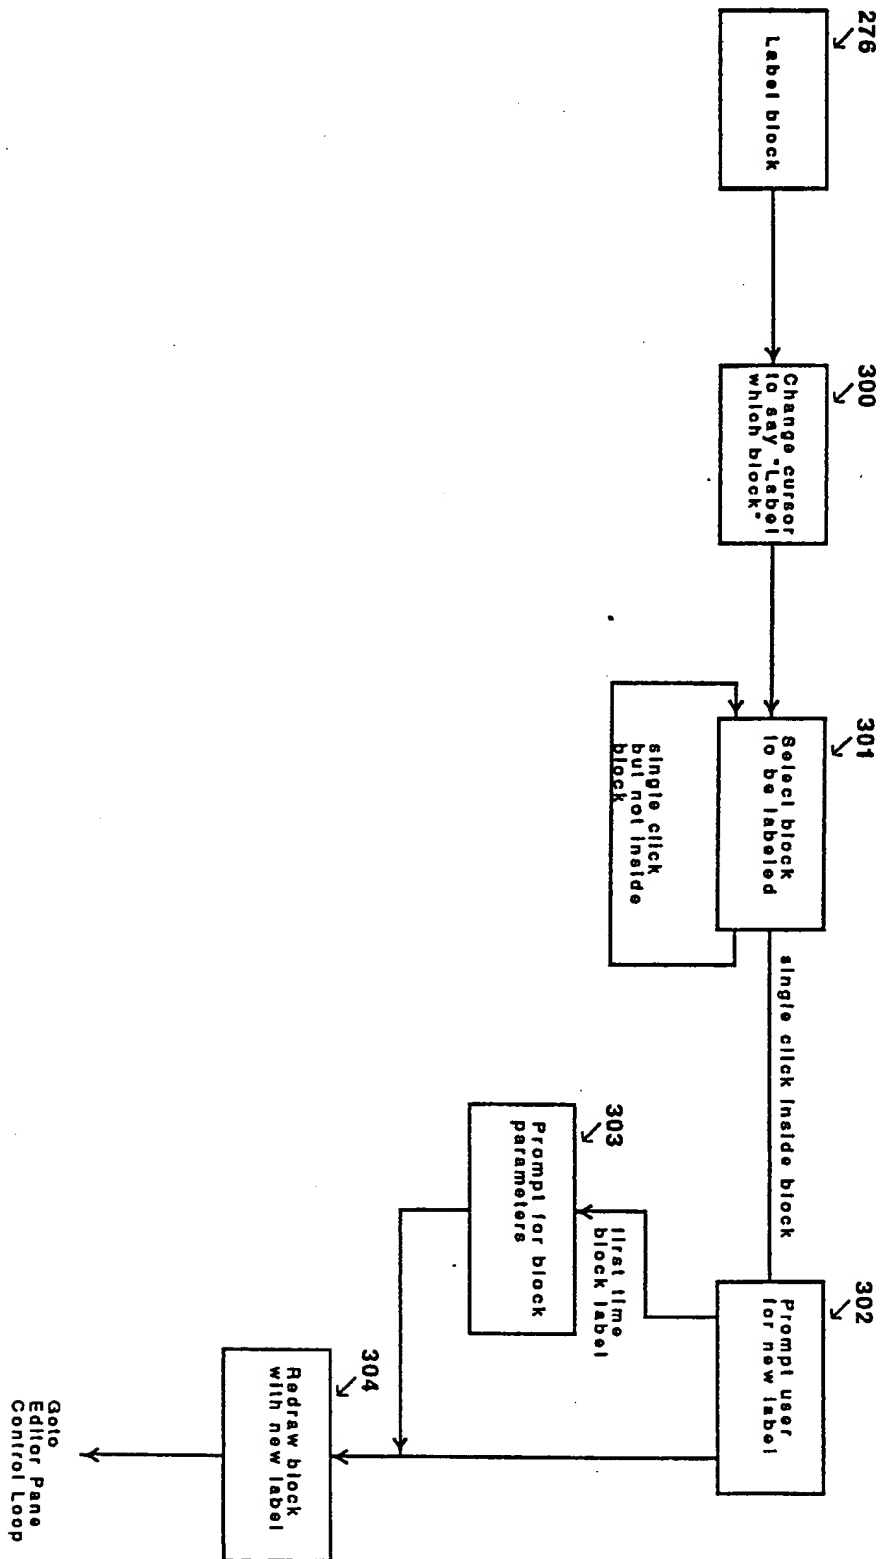 276
Label block
300
Change cursor
to say "Label
which block"
301
Select block
to be labeled
single click
but not inside
block
single click inside block
302
Prompt user
for new label
first time
block label
303
Prompt for block
parameters
304
Redraw block
with new label
Goto
Editor Pane
Control Loop